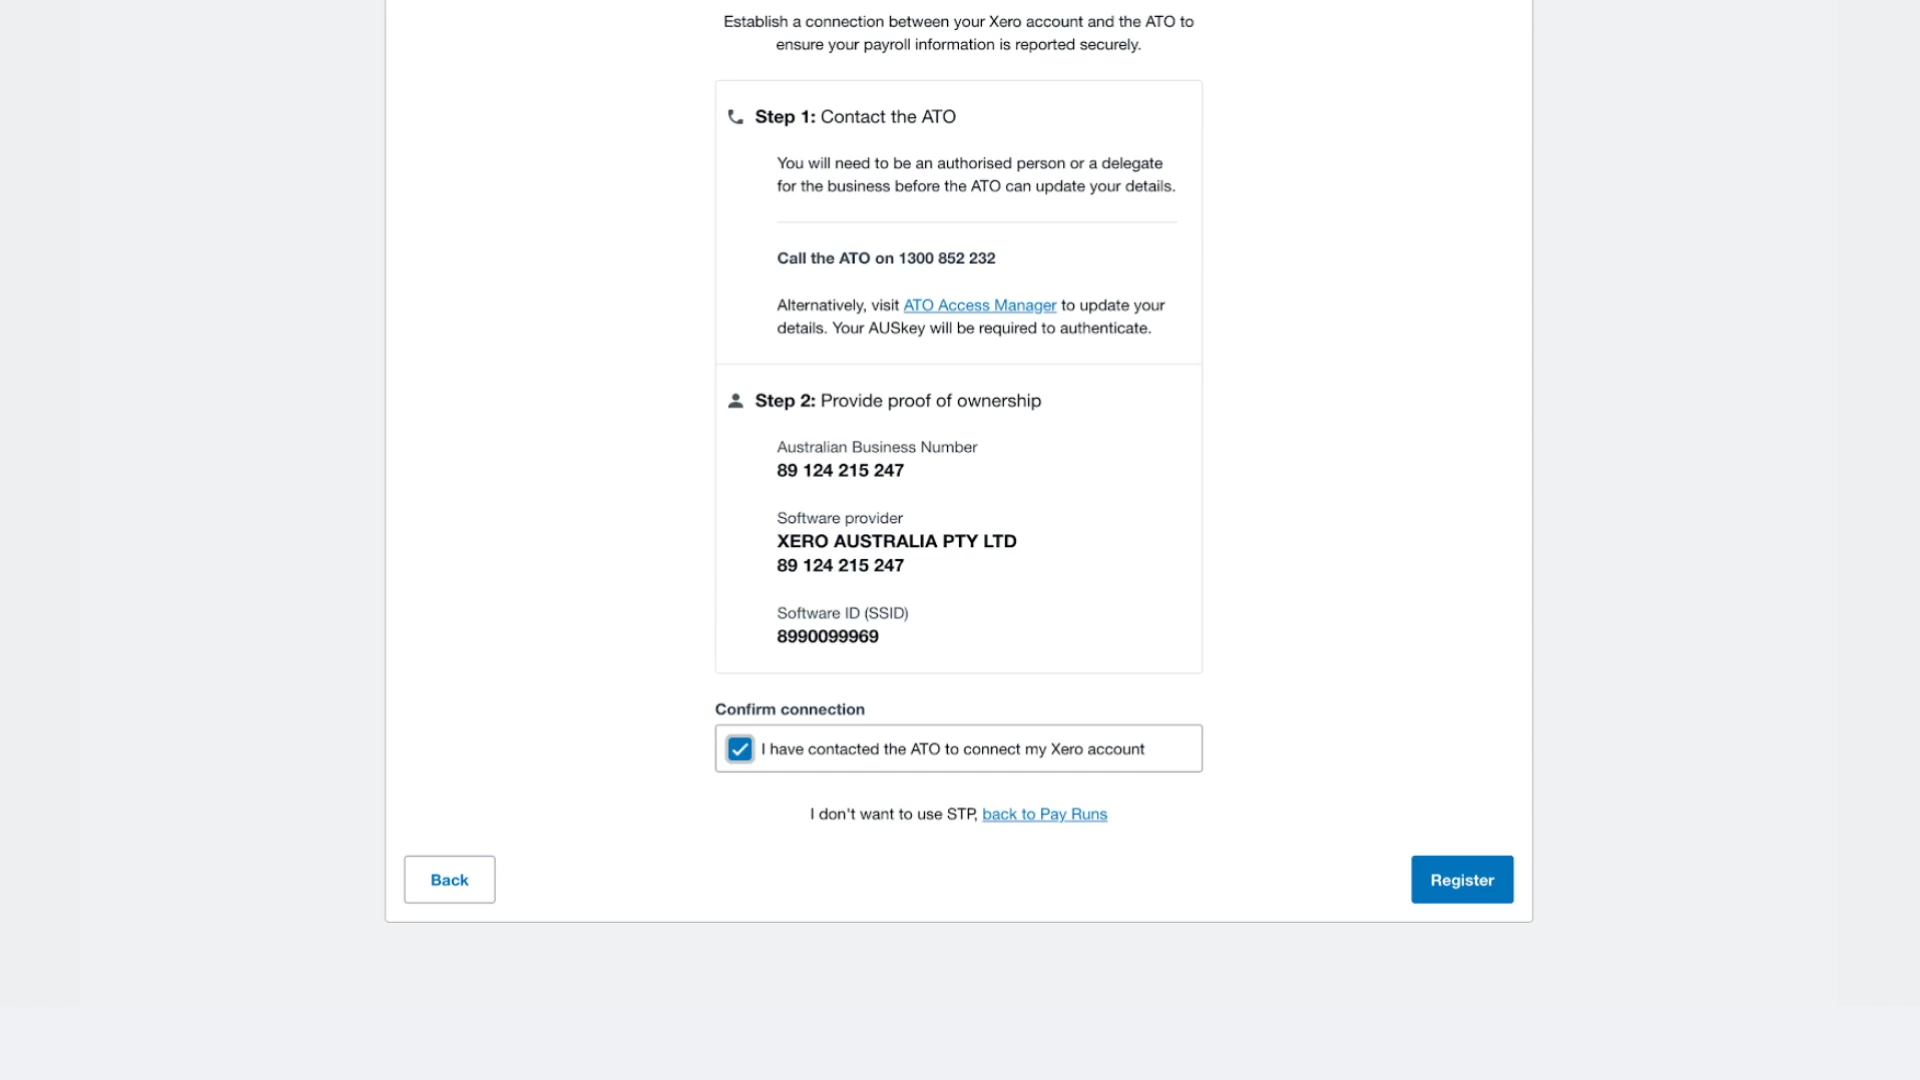 Establish a connection between your Xero account and the ATO to
ensure your payroll information is reported securely.
Step 1: Contact the ATO
You will need to be an authorised person or a delegate
for the business before the ATO can update your details.
Call the ATO on 1300 852 232
Alternatively, visit ATO Access Manager to update your
details. Your AUSkey will be required to authenticate.
Step 2: Provide proof of ownership
Australian Business Number
89 124 215 247
Software provider
XERO AUSTRALIA PTY LTD
89 124 215 247
Software ID (SSID)
8990099969
Confirm connection
I have contacted the ATO to connect my Xero account
I don't want to use STP, back to Pay Runs
Back
Register